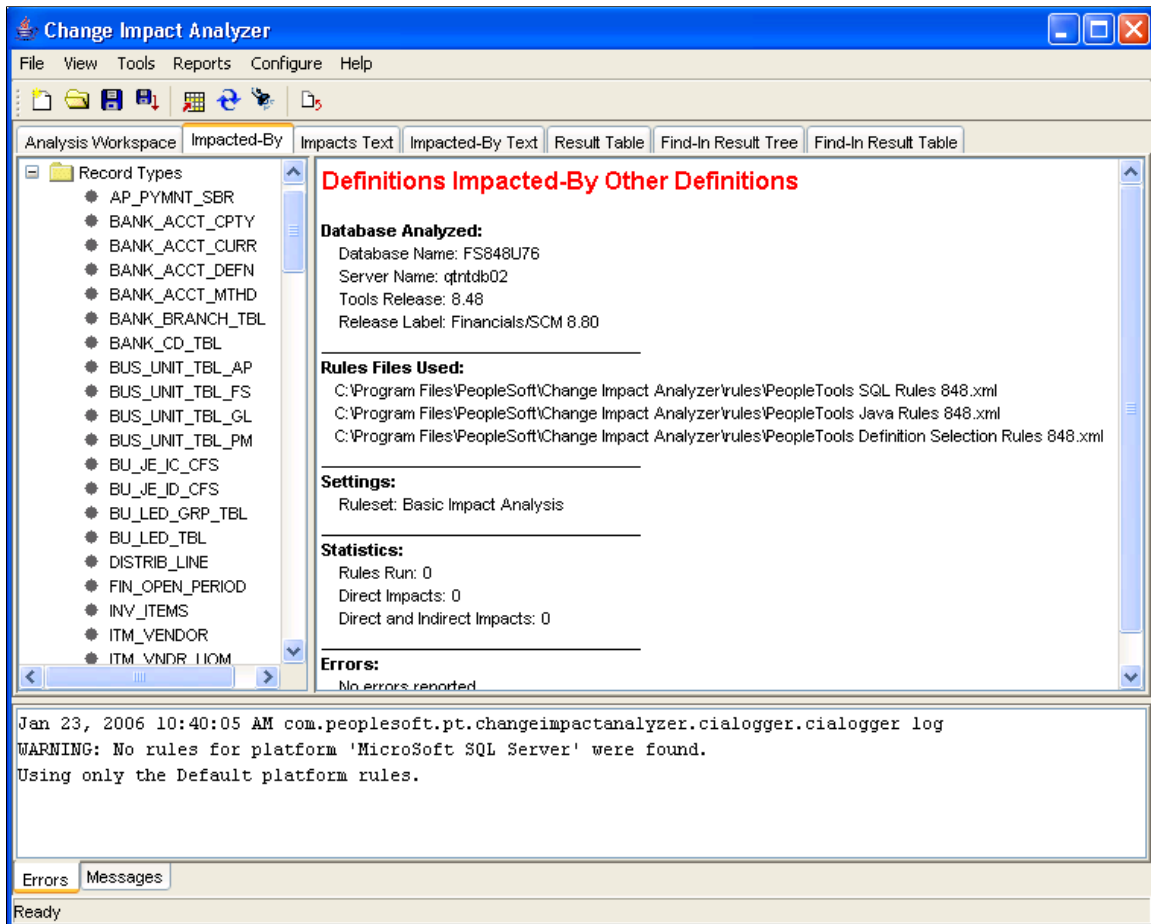 Change Impact Analyzer
File View Tools Reports Configure Help
Analysis Workspace Impacted-By Impacts Text Impacted-By Text Result Table Find-In Result Tree Find-In Result Table
Record Types
AP_PYMNT_SBR
BANK_ACCT_CPTY
BANK_ACCT_CURR
BANK_ACCT_DEFN
BANK_ACCT_MTHD
BANK_BRANCH_TBL
BANK_CD_TBL
BUS_UNIT_TBL_AP
BUS_UNIT_TBL_FS
BUS_UNIT_TBL_GL
BUS_UNIT_TBL_PM
BU_JE_IC_CFS
BU_JE_ID_CFS
BU_LED_GRP_TBL
BU_LED_TBL
DISTRIB_LINE
FIN_OPEN_PERIOD
INV_ITEMS
ITM_VENDOR
ITM_VNDR_UOM
Definitions Impacted-By Other Definitions
Database Analyzed:
Database Name: FS848U76
Server Name: qtntdb02
Tools Release: 8.48
Release Label: Financials/SCM 8.80
Rules Files Used:
C:\Program Files\PeopleSoft\Change Impact Analyzer\rules\PeopleTools SQL Rules 848.xml
C:\Program Files\PeopleSoft\Change Impact Analyzer\rules\PeopleTools Java Rules 848.xml
C:\Program Files\PeopleSoft\Change Impact Analyzer\rules\PeopleTools Definition Selection Rules 848.xml
Settings:
Ruleset: Basic Impact Analysis
Statistics:
Rules Run: 0
Direct Impacts: 0
Direct and Indirect Impacts: 0
Errors:
No errors reported
Jan 23, 2006 10:40:05 AM com.peoplesoft.pt.changeimpactanalyzer.cialogger.cialogger log
WARNING: No rules for platform 'MicroSoft SQL Server' were found.
Using only the Default platform rules.
Errors Messages
Ready